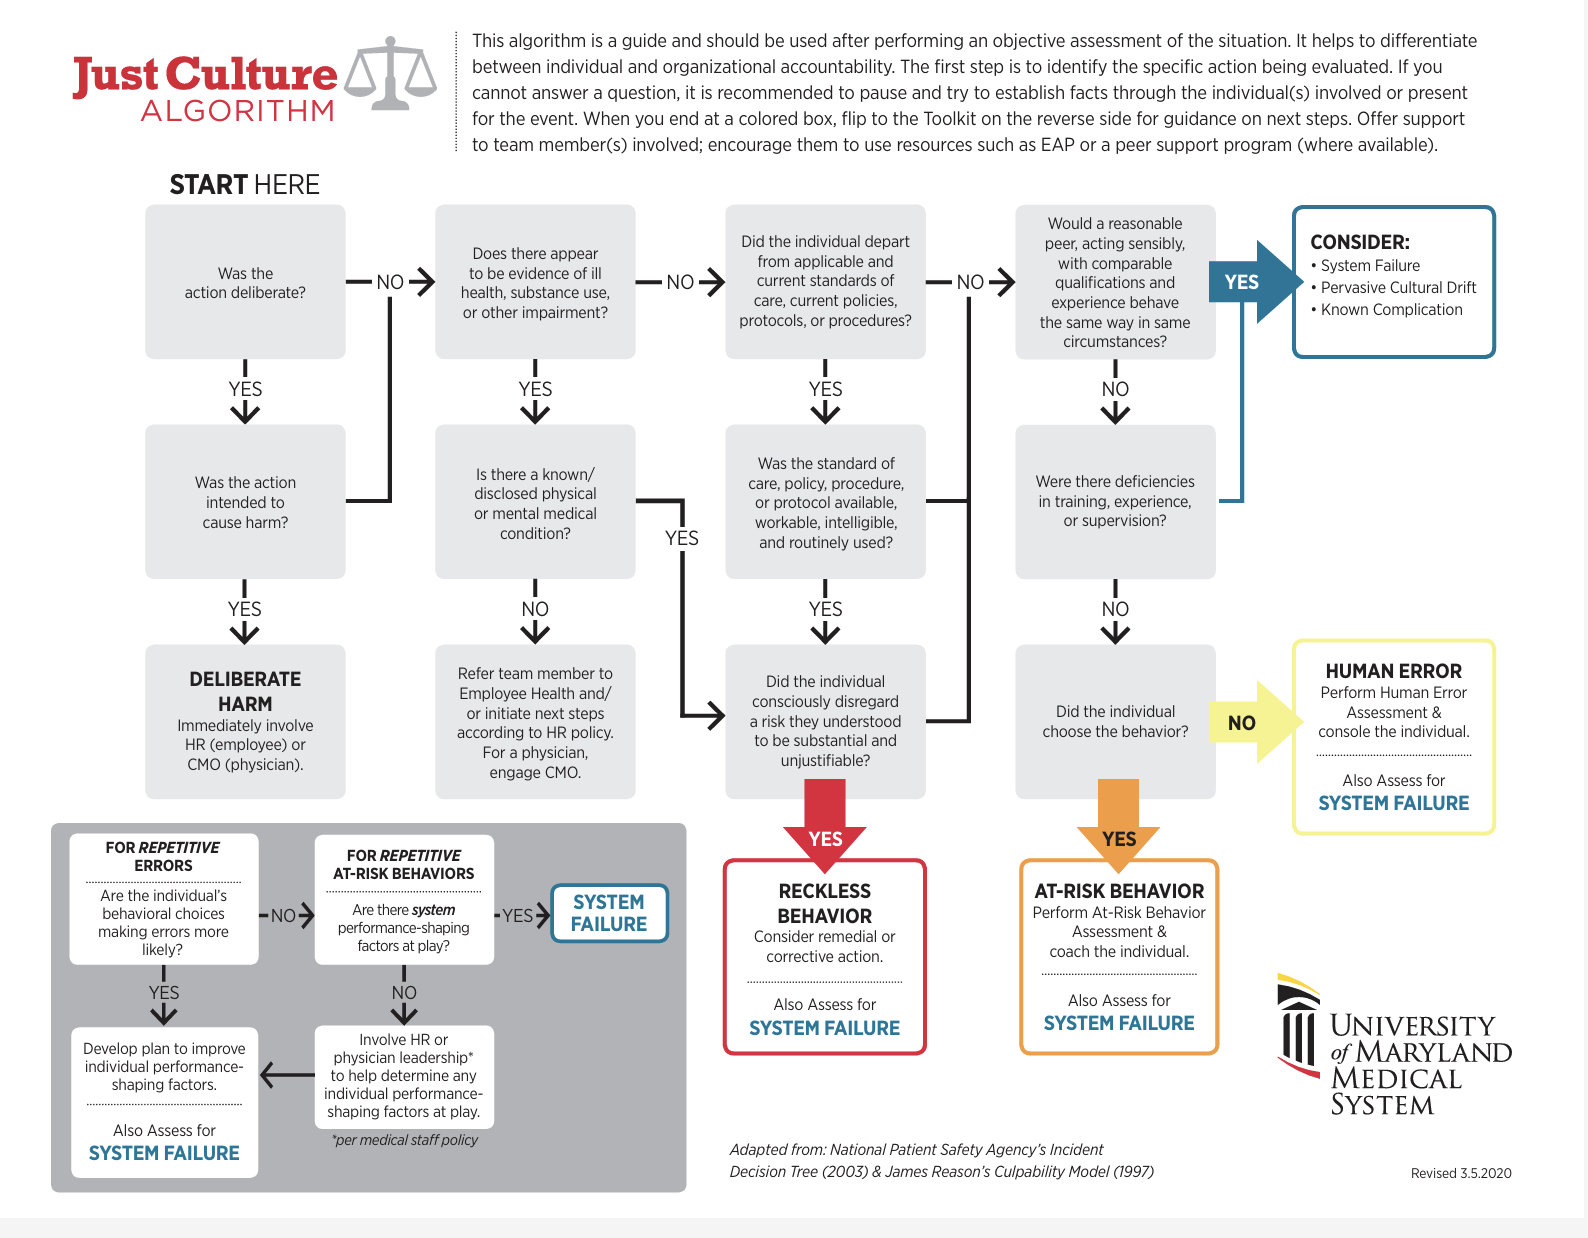 Just Culture
ALGORITHM
This algorithm is a guide and should be used after performing an objective assessment of the situation. It helps to differentiate
between individual and organizational accountability. The first step is to identify the specific action being evaluated. If you
cannot answer a question, it is recommended to pause and try to establish facts through the individual(s) involved or present
for the event. When you end at a colored box, flip to the Toolkit on the reverse side for guidance on next steps. Offer support
to team member(s) involved; encourage them to use resources such as EAP or a peer support program (where available).
START HERE
Was the
action deliberate?
NO
Does there appear
to be evidence of ill
health, substance use,
or other impairment?
NO
Did the individual depart
from applicable and
current standards of
care, current policies,
protocols, or procedures?
NO
Would a reasonable
peer, acting sensibly,
with comparable
qualifications and
experience behave
the same way in same
circumstances?
YES
CONSIDER:
• System Failure
• Pervasive Cultural Drift
• Known Complication
YES
YES
YES
NO
Was the action
intended to
cause harm?
Is there a known/
disclosed physical
or mental medical
condition?
YES
Was the standard of
care, policy, procedure,
or protocol available,
workable, intelligible,
and routinely used?
Were there deficiencies
in training, experience,
or supervision?
YES
NO
YES
NO
DELIBERATE
HARM
Immediately involve
HR (employee) or
CMO (physician).
Refer team member to
Employee Health and/
or initiate next steps
according to HR policy.
For a physician,
engage CMO.
Did the individual
consciously disregard
a risk they understood
to be substantial and
unjustifiable?
Did the individual
choose the behavior?
NO
HUMAN ERROR
Perform Human Error
Assessment &
console the individual.
Also Assess for
SYSTEM FAILURE
YES
YES
RECKLESS
BEHAVIOR
Consider remedial or
corrective action.
Also Assess for
SYSTEM FAILURE
AT-RISK BEHAVIOR
Perform At-Risk Behavior
Assessment &
coach the individual.
Also Assess for
SYSTEM FAILURE
FOR REPETITIVE
ERRORS
Are the individual's
behavioral choices
making errors more
likely?
NO
FOR REPETITIVE
AT-RISK BEHAVIORS
Are there system
performance-shaping
factors at play?
YES
SYSTEM
FAILURE
YES
NO
Develop plan to improve
individual performance-
shaping factors.
Also Assess for
SYSTEM FAILURE
Involve HR or
physician leadership*
to help determine any
individual performance-
shaping factors at play.
*per medical staff policy
Adapted from: National Patient Safety Agency's Incident
Decision Tree (2003) & James Reason's Culpability Model (1997)
UNIVERSITY
of MARYLAND
MEDICAL
SYSTEM
Revised 3.5.2020